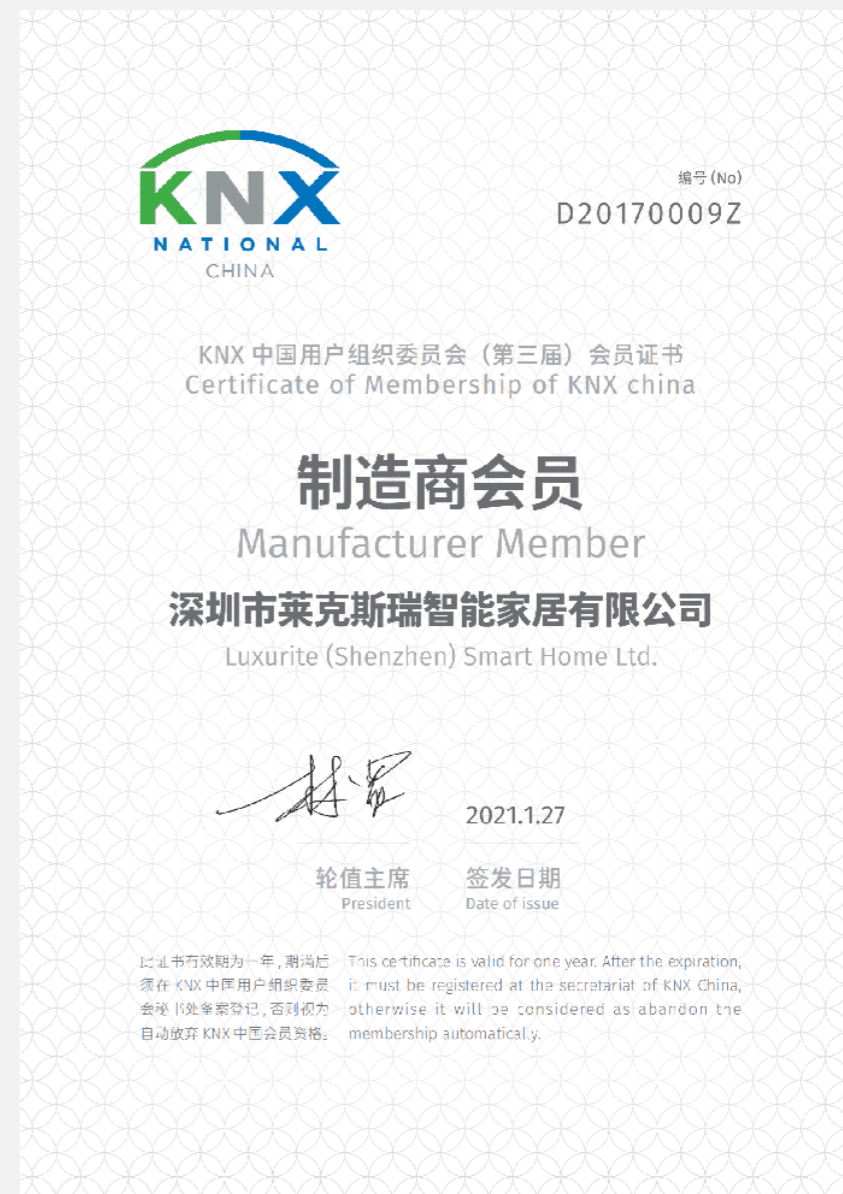 KNX
NATIONAL
CHINA
编号(No)
D20170009Z
KNX 中国用户组织委员会（第三届）会员证书
Certificate of Membership of KNX china
制造商会员
Manufacturer Member
深圳市莱克斯瑞智能家居有限公司
Luxurite (Shenzhen) Smart Home Ltd.
2021.1.27
轮值主席
President
签发日期
Date of issue
此证书有效期为一年,期满后
须在 KNX 中国用户组织委员
会秘书处备案登记,否则视为
自动放弃 KNX 中国会员资格。
This certificate is valid for one year. After the expiration,
it must be registered at the secretariat of KNX China,
otherwise it will be considered as abandon the
membership automatically.